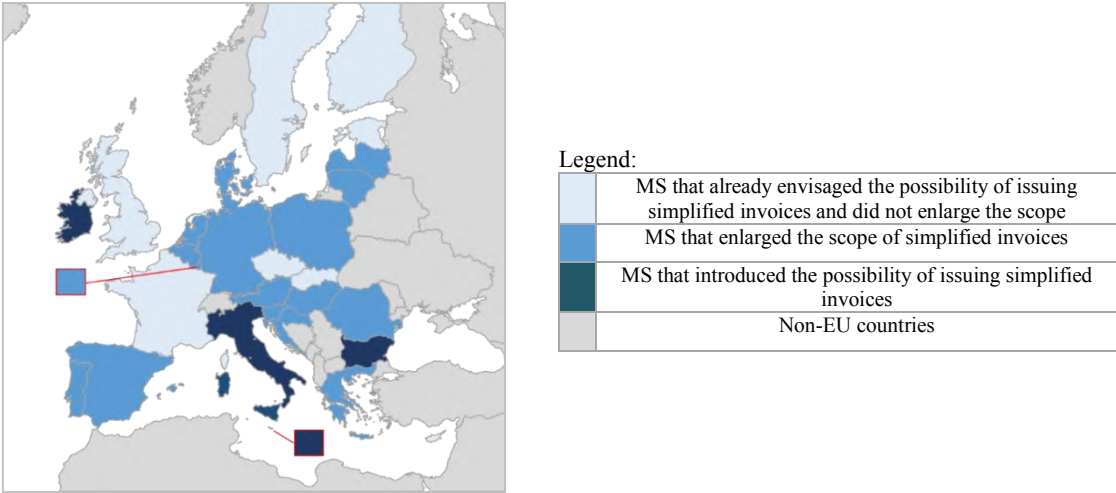 Legend:
MS that already envisaged the possibility of issuing
simplified invoices and did not enlarge the scope
MS that enlarged the scope of simplified invoices
MS that introduced the possibility of issuing simplified
invoices
Non-EU countries